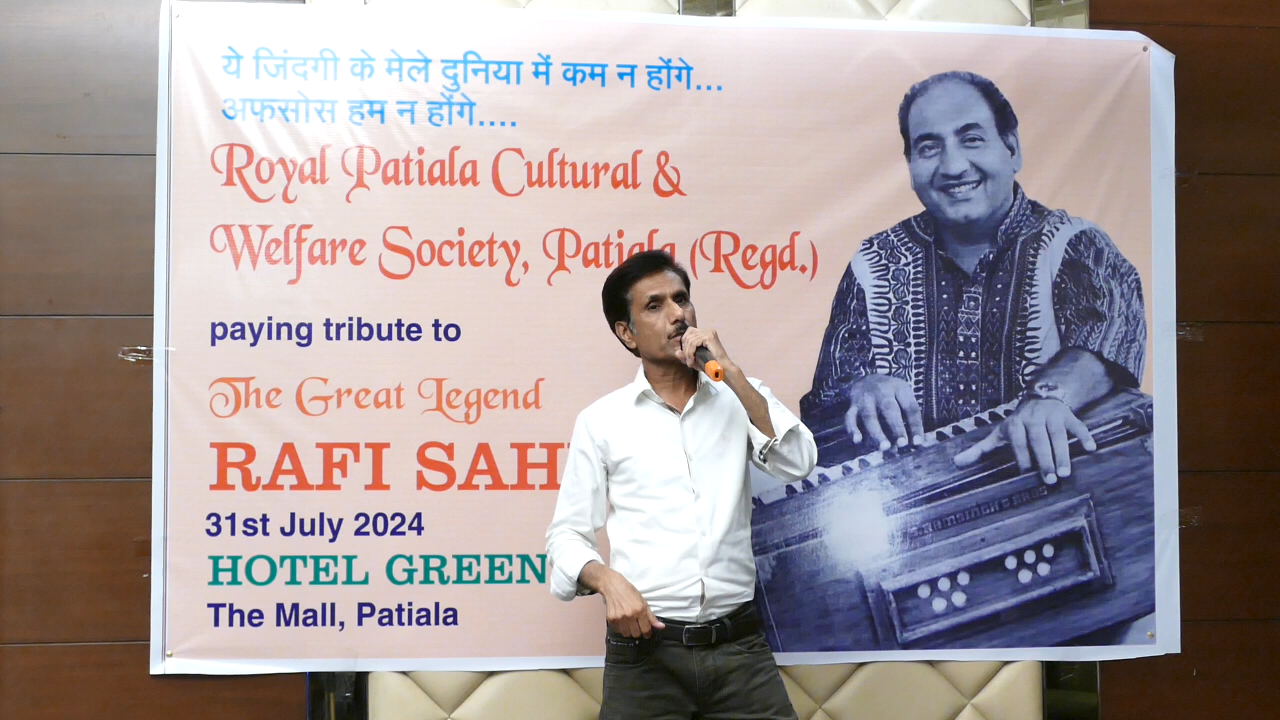 ये जिंदगी के मेले दुनिया में कम न होंगे...
अफसोस हम न होंगे....
Royal Patiala Cultural &
Welfare Society, Patiala (Regd.)
paying tribute to
The Great Legend
RAFI SAH
31st July 2024
HOTEL GREEN
The Mall, Patiala